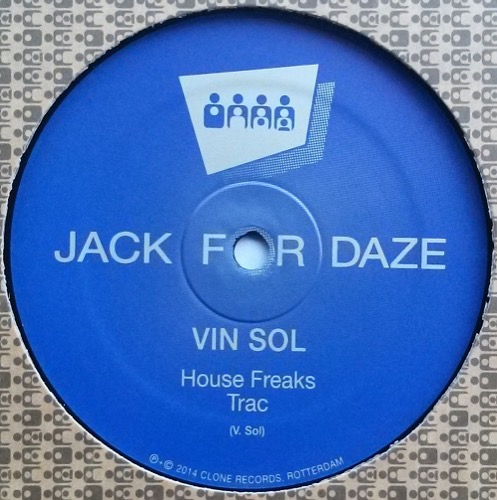 JACK FOR DAZE
VIN SOL
House Freaks
Trac
(V. Sol)
℗+© 2014 CLONE RECORDS. ROTTERDAM